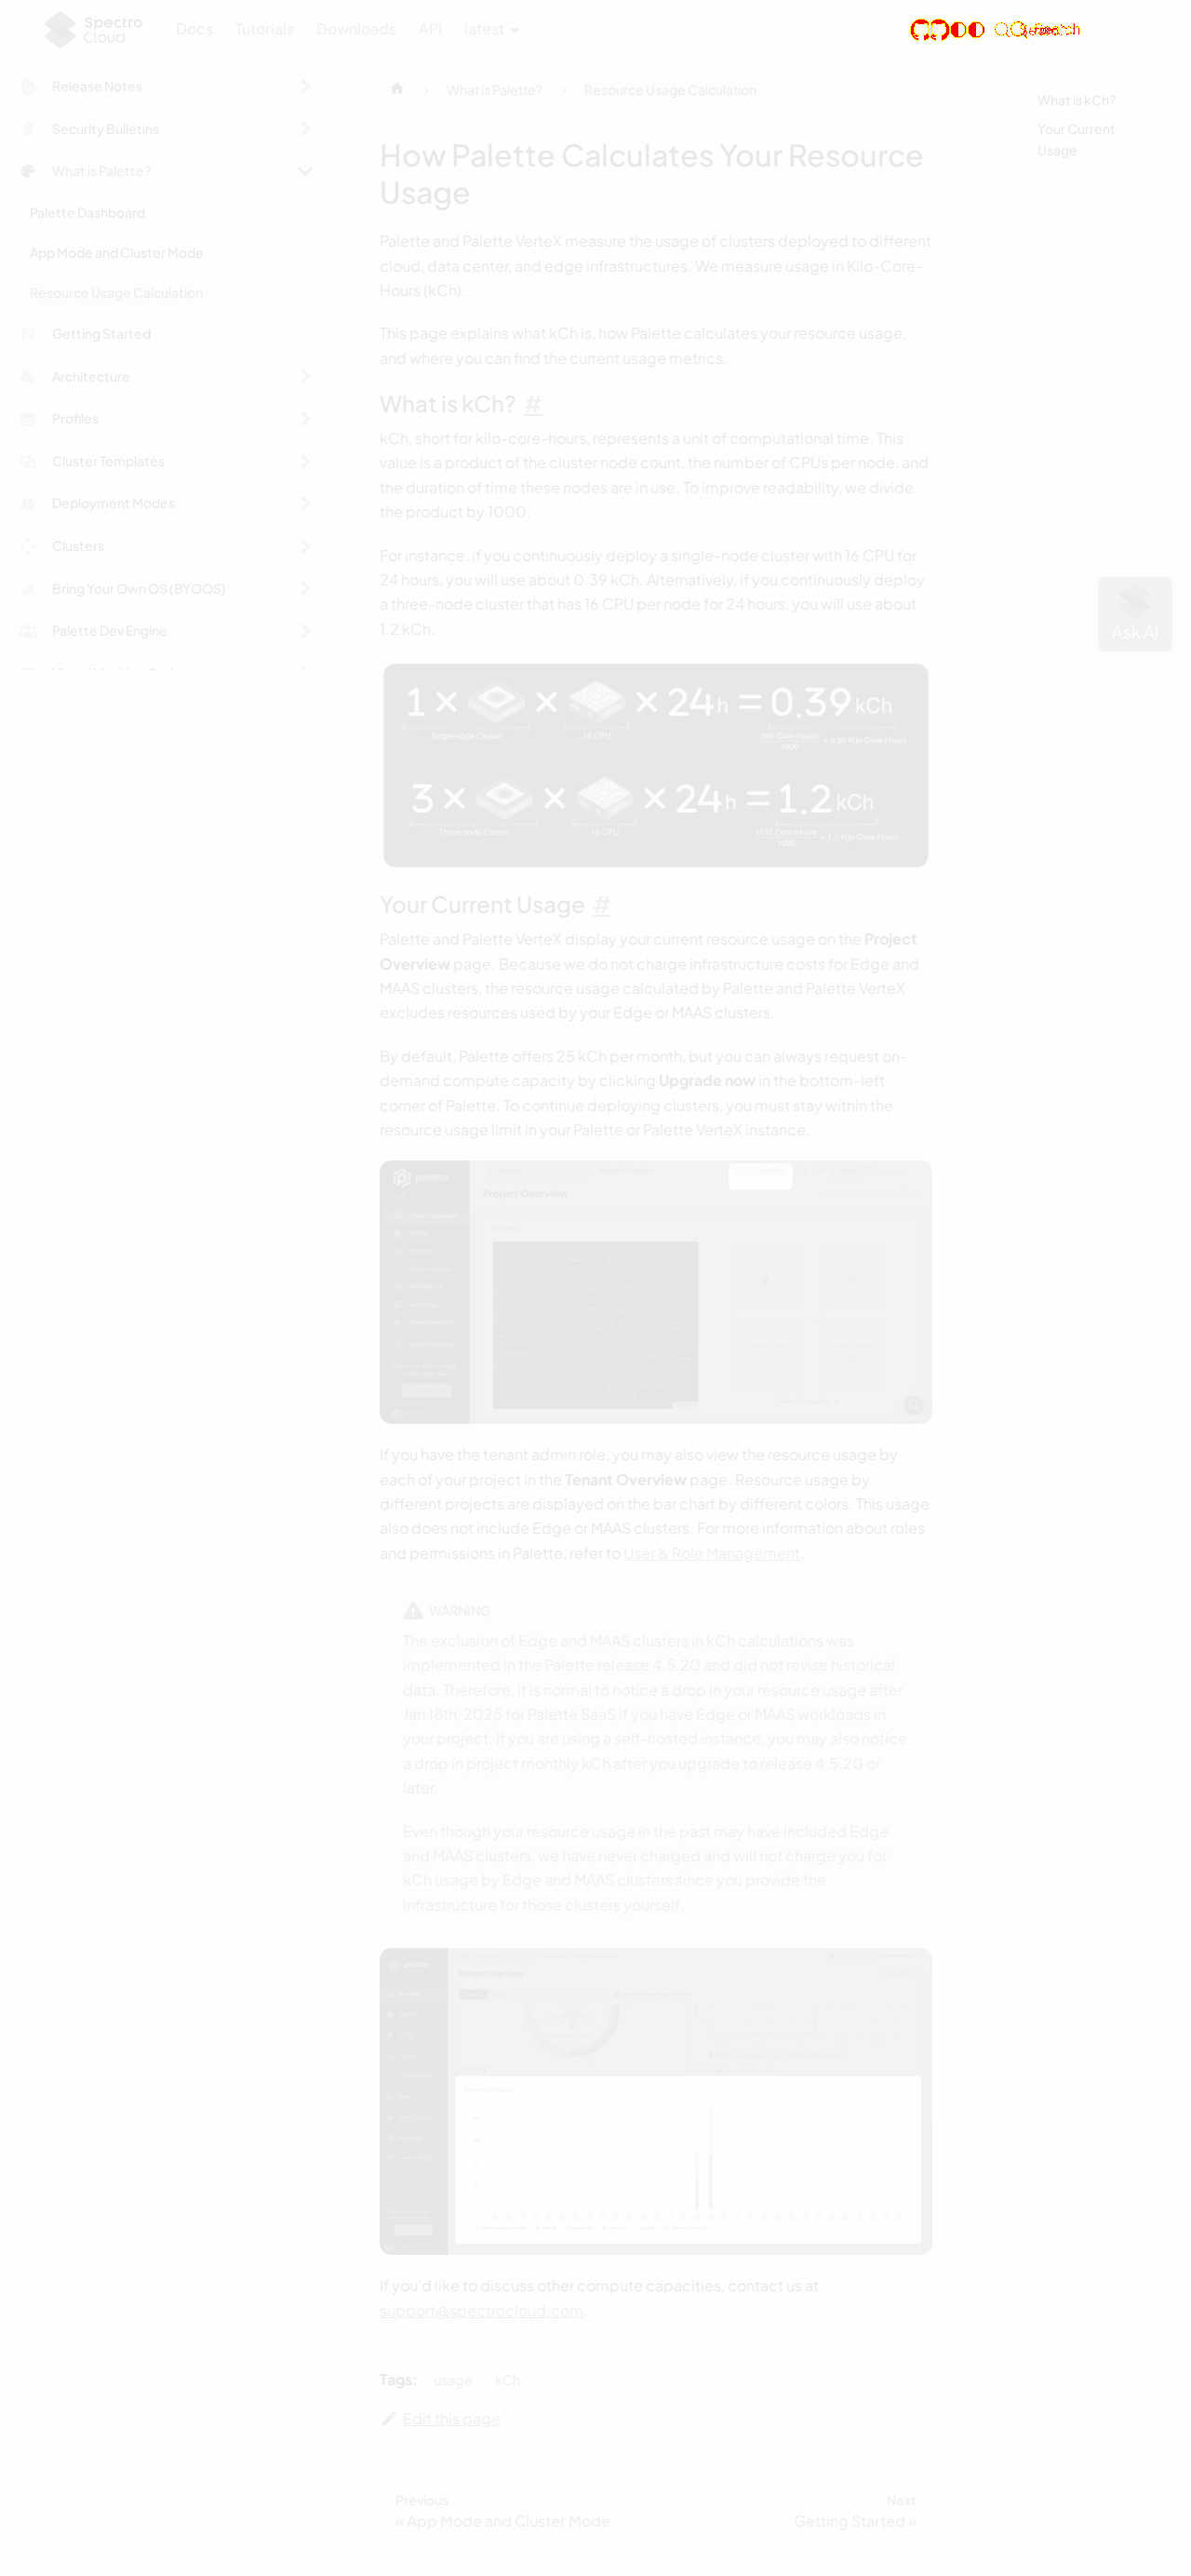 Spectro
Cloud
Docs
Tutorials
Downloads
API
latest
Search
Release Notes
Security Bulletins
What is Palette?
Palette Dashboard
App Mode and Cluster Mode
Resource Usage Calculation
Getting Started
Architecture
Profiles
Cluster Templates
Deployment Modes
Clusters
Bring Your Own OS (BYOOS)
Palette Dev Engine
What is Palette?
Resource Usage Calculation
How Palette Calculates Your Resource
Usage
Palette and Palette VerteX measure the usage of clusters deployed to different
cloud, data center, and edge infrastructures. We measure usage in Kilo-Core-
Hours (kCh).
This page explains what kCh is, how Palette calculates your resource usage,
and where you can find the current usage metrics.
What is kCh? #
kCh, short for kilo-core-hours, represents a unit of computational time. This
value is a product of the cluster node count, the number of CPUs per node, and
the duration of time these nodes are in use. To improve readability, we divide
the product by 1000.
For instance, if you continuously deploy a single-node cluster with 16 CPU for
24 hours, you will use about 0.39 kCh. Alternatively, if you continuously deploy
a three-node cluster that has 16 CPU per node for 24 hours, you will use about
1.2 kCh.
1 × × × 24 h = 0.39 kCh
Single-node Cluster
16 CPU
384 Core-Hours
1000
= 0.39 Kilo-Core-Hours
3 × × × 24 h = 1.2 kCh
Three-node Cluster
16 CPU
1152 Core-Hours
1000
= 1.2 Kilo-Core-Hours
Your Current Usage #
Palette and Palette VerteX display your current resource usage on the Project
Overview page. Because we do not charge infrastructure costs for Edge and
MAAS clusters, the resource usage calculated by Palette and Palette VerteX
excludes resources used by your Edge or MAAS clusters.
By default, Palette offers 25 kCh per month, but you can always request on-
demand compute capacity by clicking Upgrade now in the bottom-left
corner of Palette. To continue deploying clusters, you must stay within the
resource usage limit in your Palette or Palette VerteX instance.
palette
Project Overview
If you have the tenant admin role, you may also view the resource usage by
each of your project in the Tenant Overview page. Resource usage by
different projects are displayed on the bar chart by different colors. This usage
also does not include Edge or MAAS clusters. For more information about roles
and permissions in Palette, refer to User & Role Management.
WARNING
The exclusion of Edge and MAAS clusters in kCh calculations was
implemented in the Palette release 4.5.20 and did not revise historical
data. Therefore, it is normal to notice a drop in your resource usage after
Jan 18th, 2025 for Palette SaaS if you have Edge or MAAS workloads in
your project. If you are using a self-hosted instance, you may also notice
a drop in project monthly kCh after you upgrade to release 4.5.20 or
later.
Even though your resource usage in the past may have included Edge
and MAAS clusters, we have never charged and will not charge you for
kCh usage by Edge and MAAS clusters since you provide the
infrastructure for those clusters yourself.
palette
Tenant Overview
If you'd like to discuss other compute capacities, contact us at
support@spectrocloud.com.
Tags:
usage
kCh
Edit this page
Previous
« App Mode and Cluster Mode
Next
Getting Started »
What is kCh?
Your Current
Usage
Ask AI